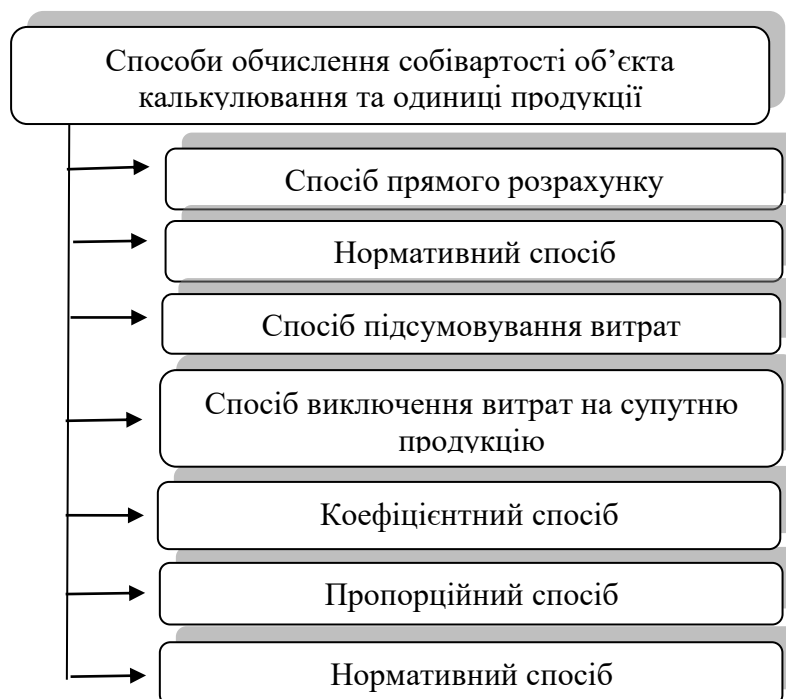 Способи обчислення собівартості об’єкта
калькулювання та одиниці продукції
Спосіб прямого розрахунку
Нормативний спосіб
Спосіб підсумовування витрат
Спосіб виключення витрат на супутню
продукцію
Коефіцієнтний спосіб
Пропорційний спосіб
Нормативний спосіб